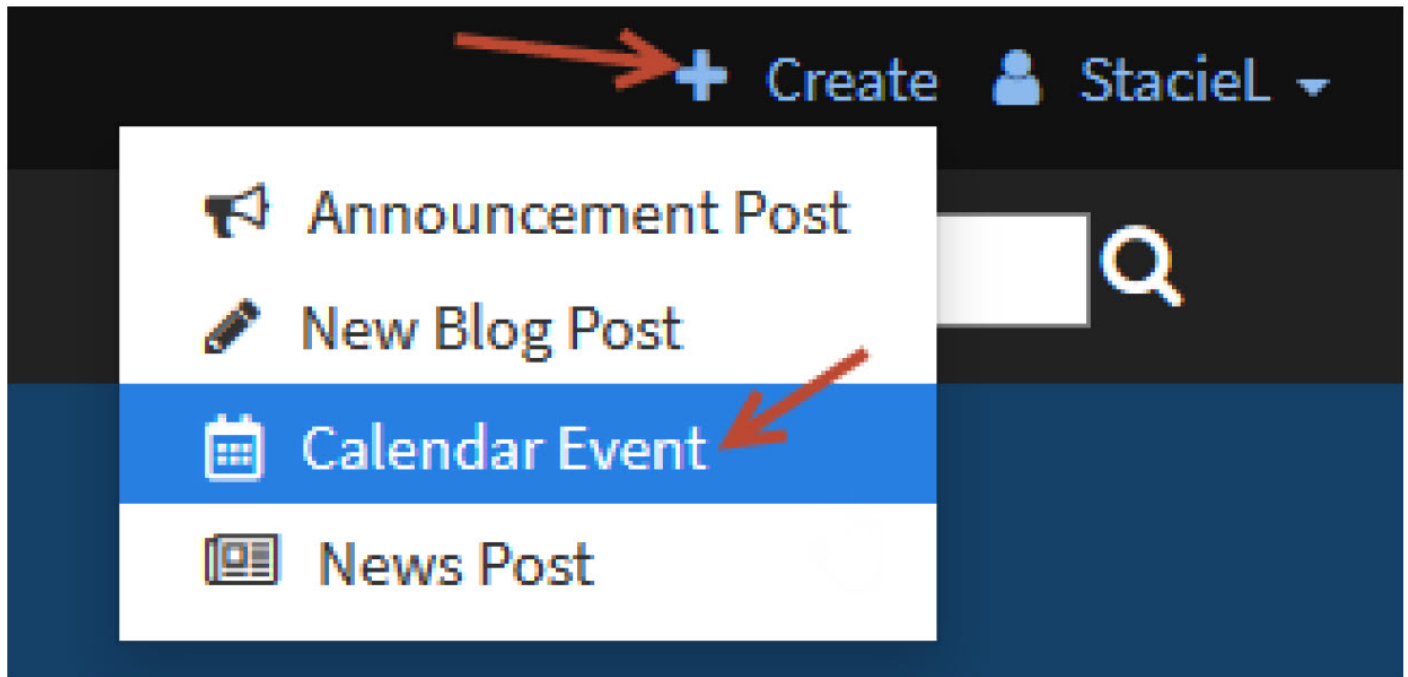 Create StacieL
Announcement Post
New Blog Post
Calendar Event
News Post